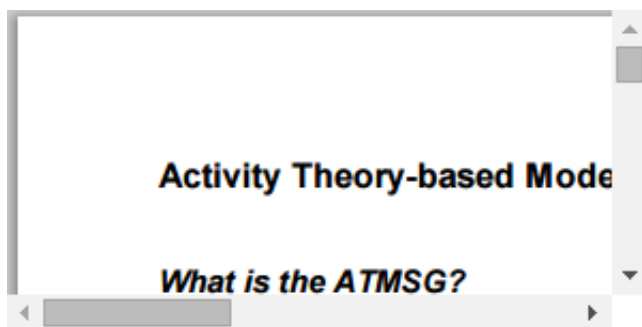 Activity Theory-based Mode
What is the ATMSG?